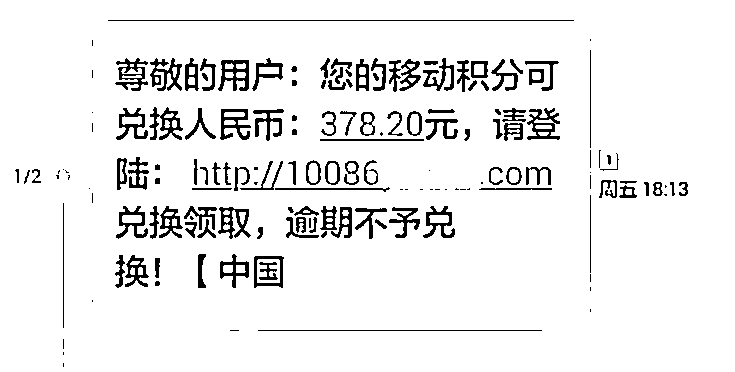 尊敬的用户：您的移动积分可
兑换人民币：378.20元，请登
陆：http://10086 .com
兑换领取，逾期不予兑
换！【中国
1/2
1
周五 18:13